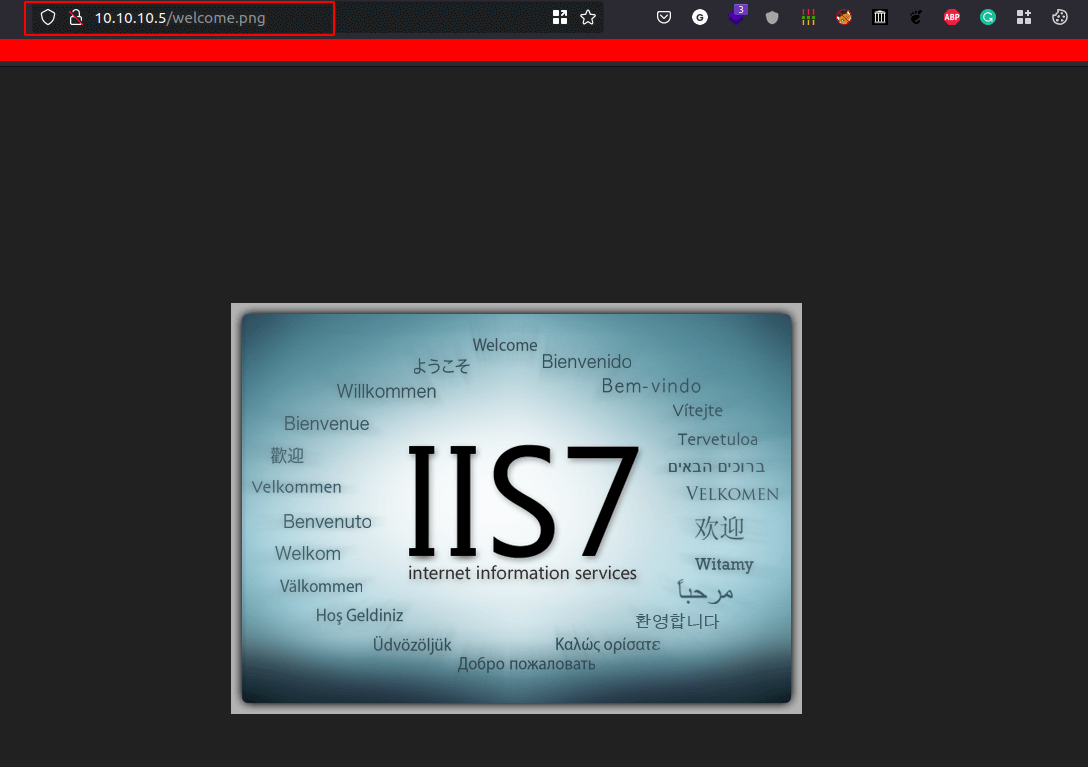 10.10.10.5/welcome.png
3
ABP
Welcome
ようこそ
Bienvenido
Willkommen
Bem-vindo
Bienvenue
Vítejte
歡迎
Tervetuloa
Velkommen
ברוכים הבאים
VELKOMEN
IIS7
Benvenuto
欢迎
Welkom
Witamy
internet information services
Välkommen
مرحباً
Hoş Geldiniz
환영합니다
Üdvözöljük
Καλώς ορίσατε
Добро пожаловать